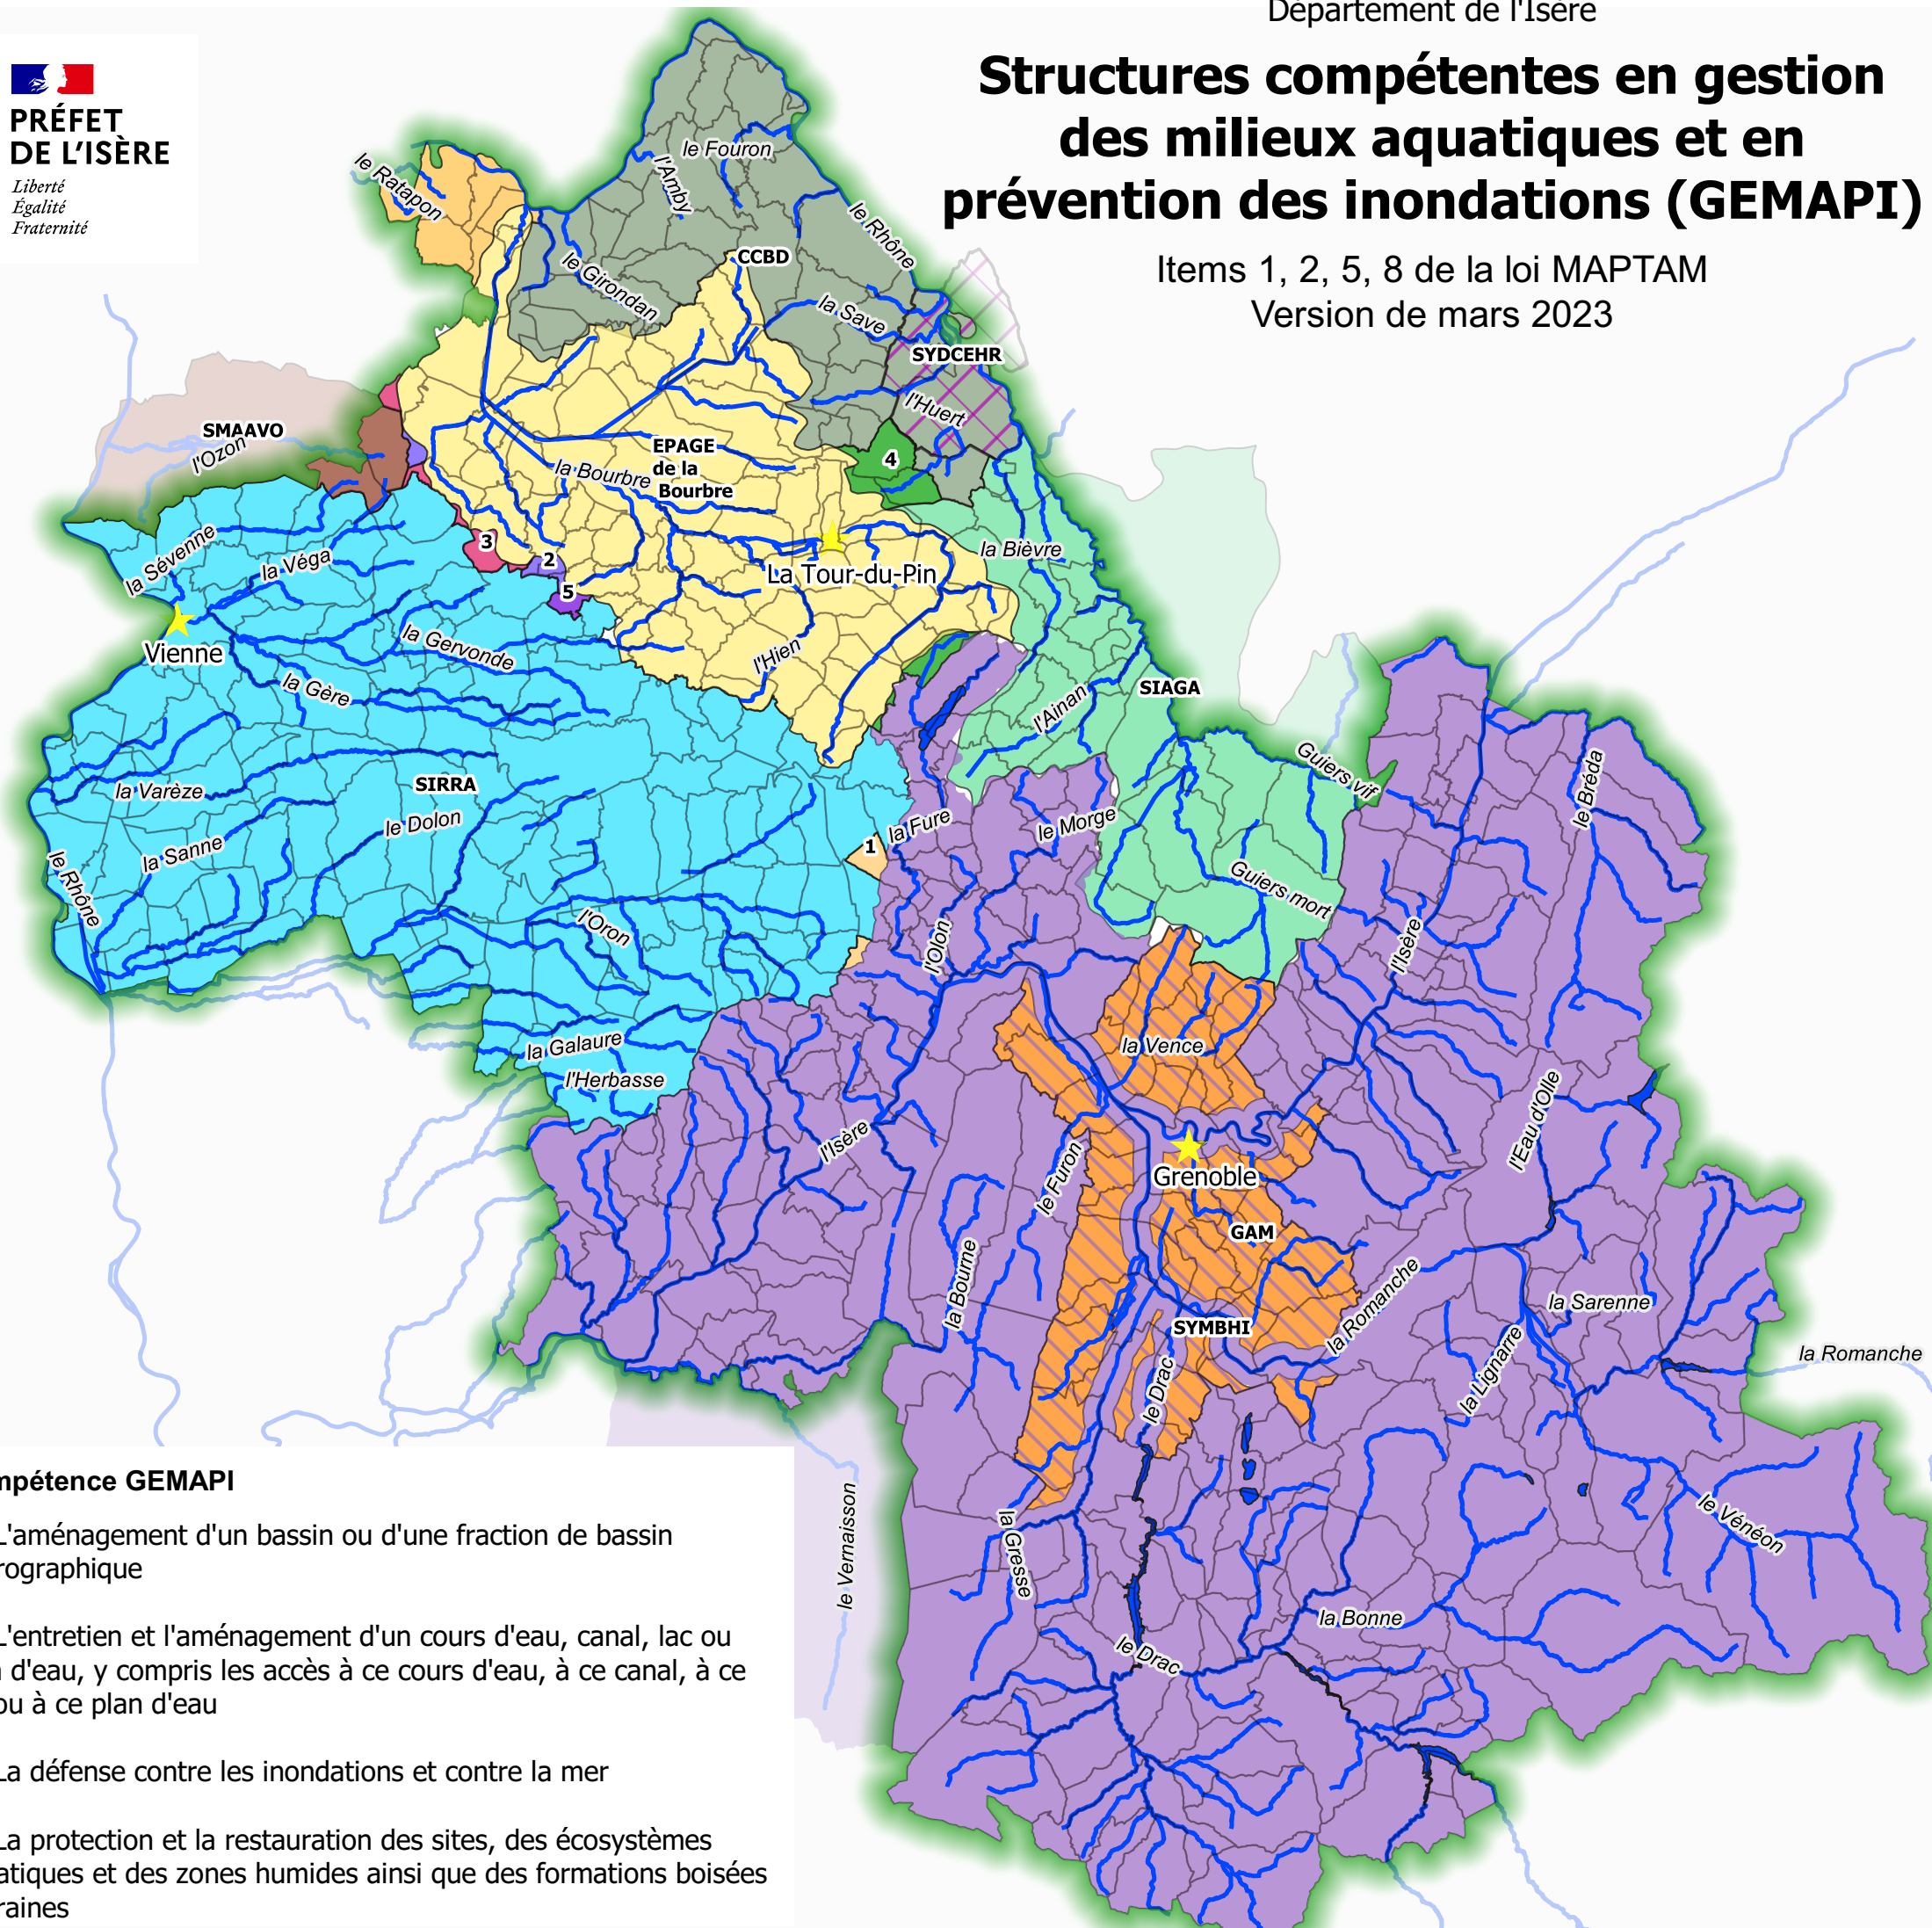 Département de l'Isère
Structures compétentes en gestion
des milieux aquatiques et en
prévention des inondations (GEMAPI)
Items 1, 2, 5, 8 de la loi MAPTAM
Version de mars 2023
PRÉFET
DE L'ISÈRE
Liberté
Égalité
Fraternité
le Ratapon
l'Amby
le Fouron
le Rhône
CCBD
le Girondan
la Save
SYDCEHR
l'Huert
SMAAVO
l'Ozon
EPAGE
de la
Bourbre
la Bourbre
4
la Sévenne
la Véga
3
2
5
la Bièvre
La Tour-du-Pin
Vienne
la Gervonde
l'Hien
la Gère
SIAGA
l'Ainan
Guiers vif
le Bréda
la Varèze
SIRRA
le Dolon
la Sanne
le Rhône
1
la Fure
le Morge
Guiers mort
l'Oron
l'Olon
l'Isère
la Galaure
l'Herbasse
la Vence
l'Eau d'Olle
l'Isère
le Furon
Grenoble
GAM
la Bourne
la Romanche
la Sarenne
SYMBHI
la Lignarre
la Romanche
le Drac
le Vernaisson
la Gresse
le Vénéon
la Bonne
le Drac
mpétence GEMAPI
L'aménagement d'un bassin ou d'une fraction de bassin
rographique
L'entretien et l'aménagement d'un cours d'eau, canal, lac ou
n d'eau, y compris les accès à ce cours d'eau, à ce canal, à ce
ou à ce plan d'eau
La défense contre les inondations et contre la mer
La protection et la restauration des sites, des écosystèmes
atiques et des zones humides ainsi que des formations boisées
raines